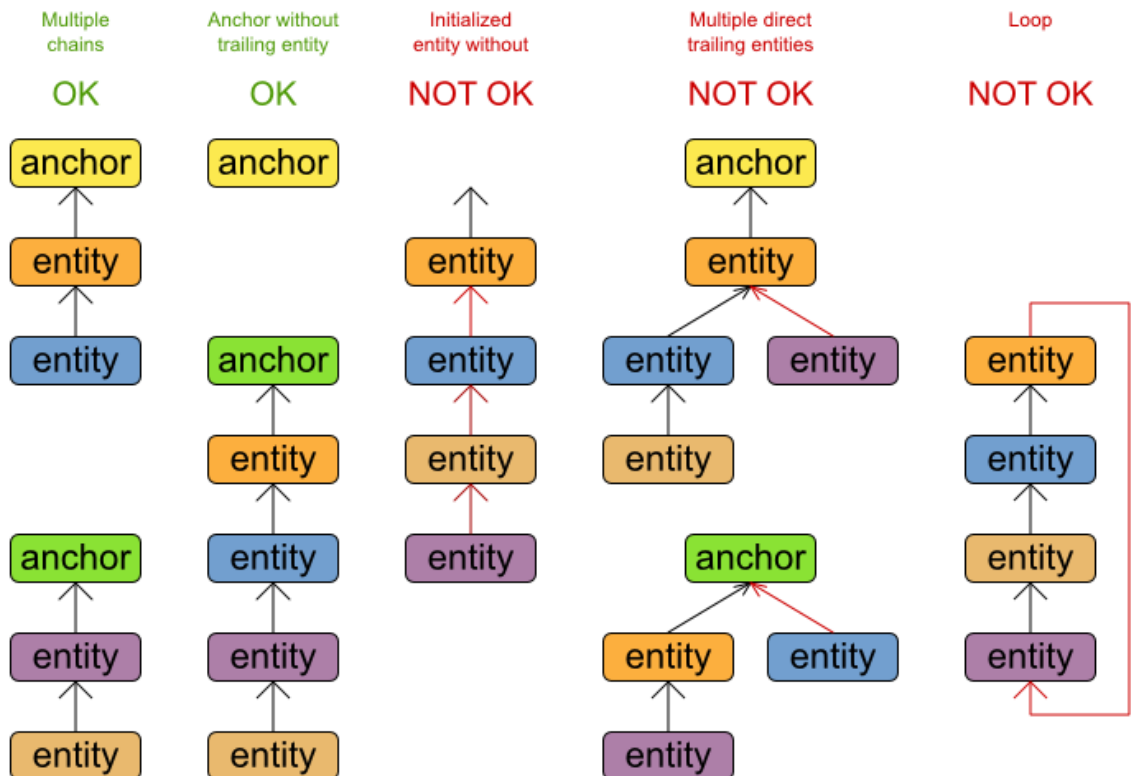 Multiple
chains
OK
anchor
entity
entity
anchor
entity
entity
Anchor without
trailing entity
OK
anchor
anchor
entity
entity
entity
entity
Initialized
entity without
NOT OK
entity
entity
entity
entity
Multiple direct
trailing entities
NOT OK
anchor
entity
entity
entity
entity
anchor
entity
entity
entity
Loop
NOT OK
entity
entity
entity
entity